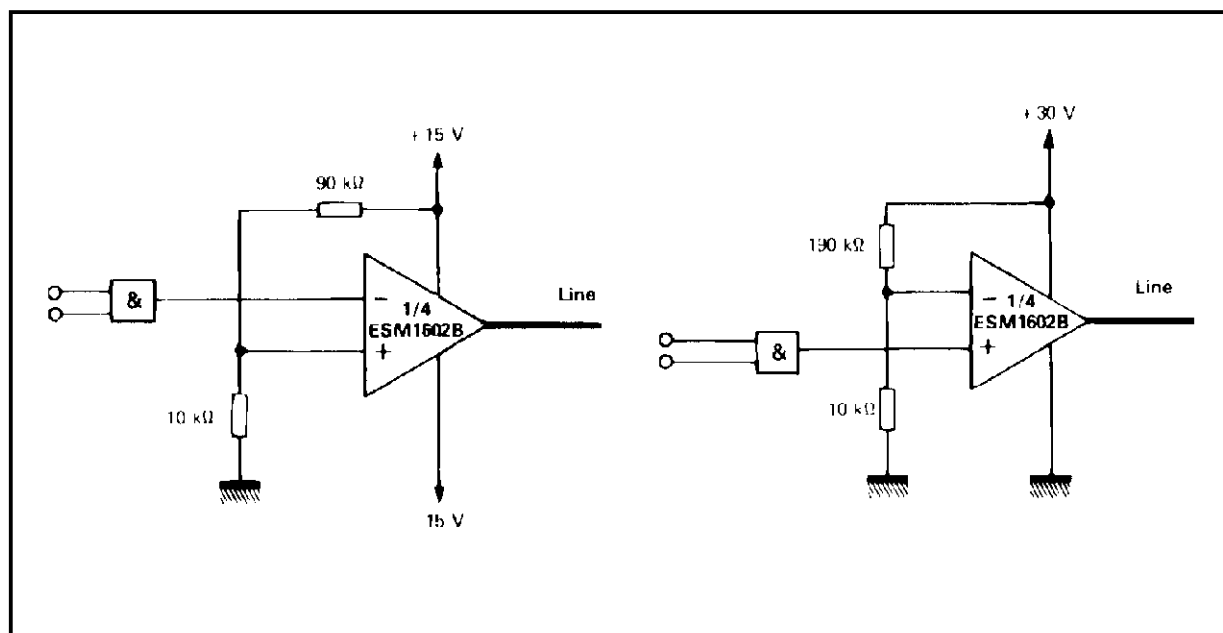 + 15 V
90 kΩ
&
−
1/4
ESM1602B
+
Line
10 kΩ
15 V
+ 30 V
190 kΩ
−
1/4
ESM1602B
+
Line
&
10 kΩ